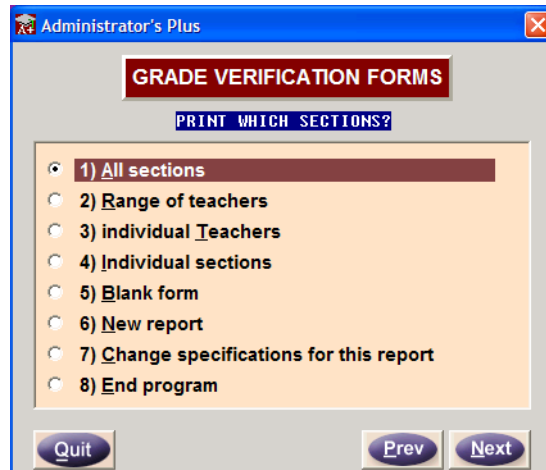 Administrator's Plus
GRADE VERIFICATION FORMS
PRINT WHICH SECTIONS?
1) All sections
2) Range of teachers
3) individual Teachers
4) Individual sections
5) Blank form
6) New report
7) Change specifications for this report
8) End program
Quit Prev Next